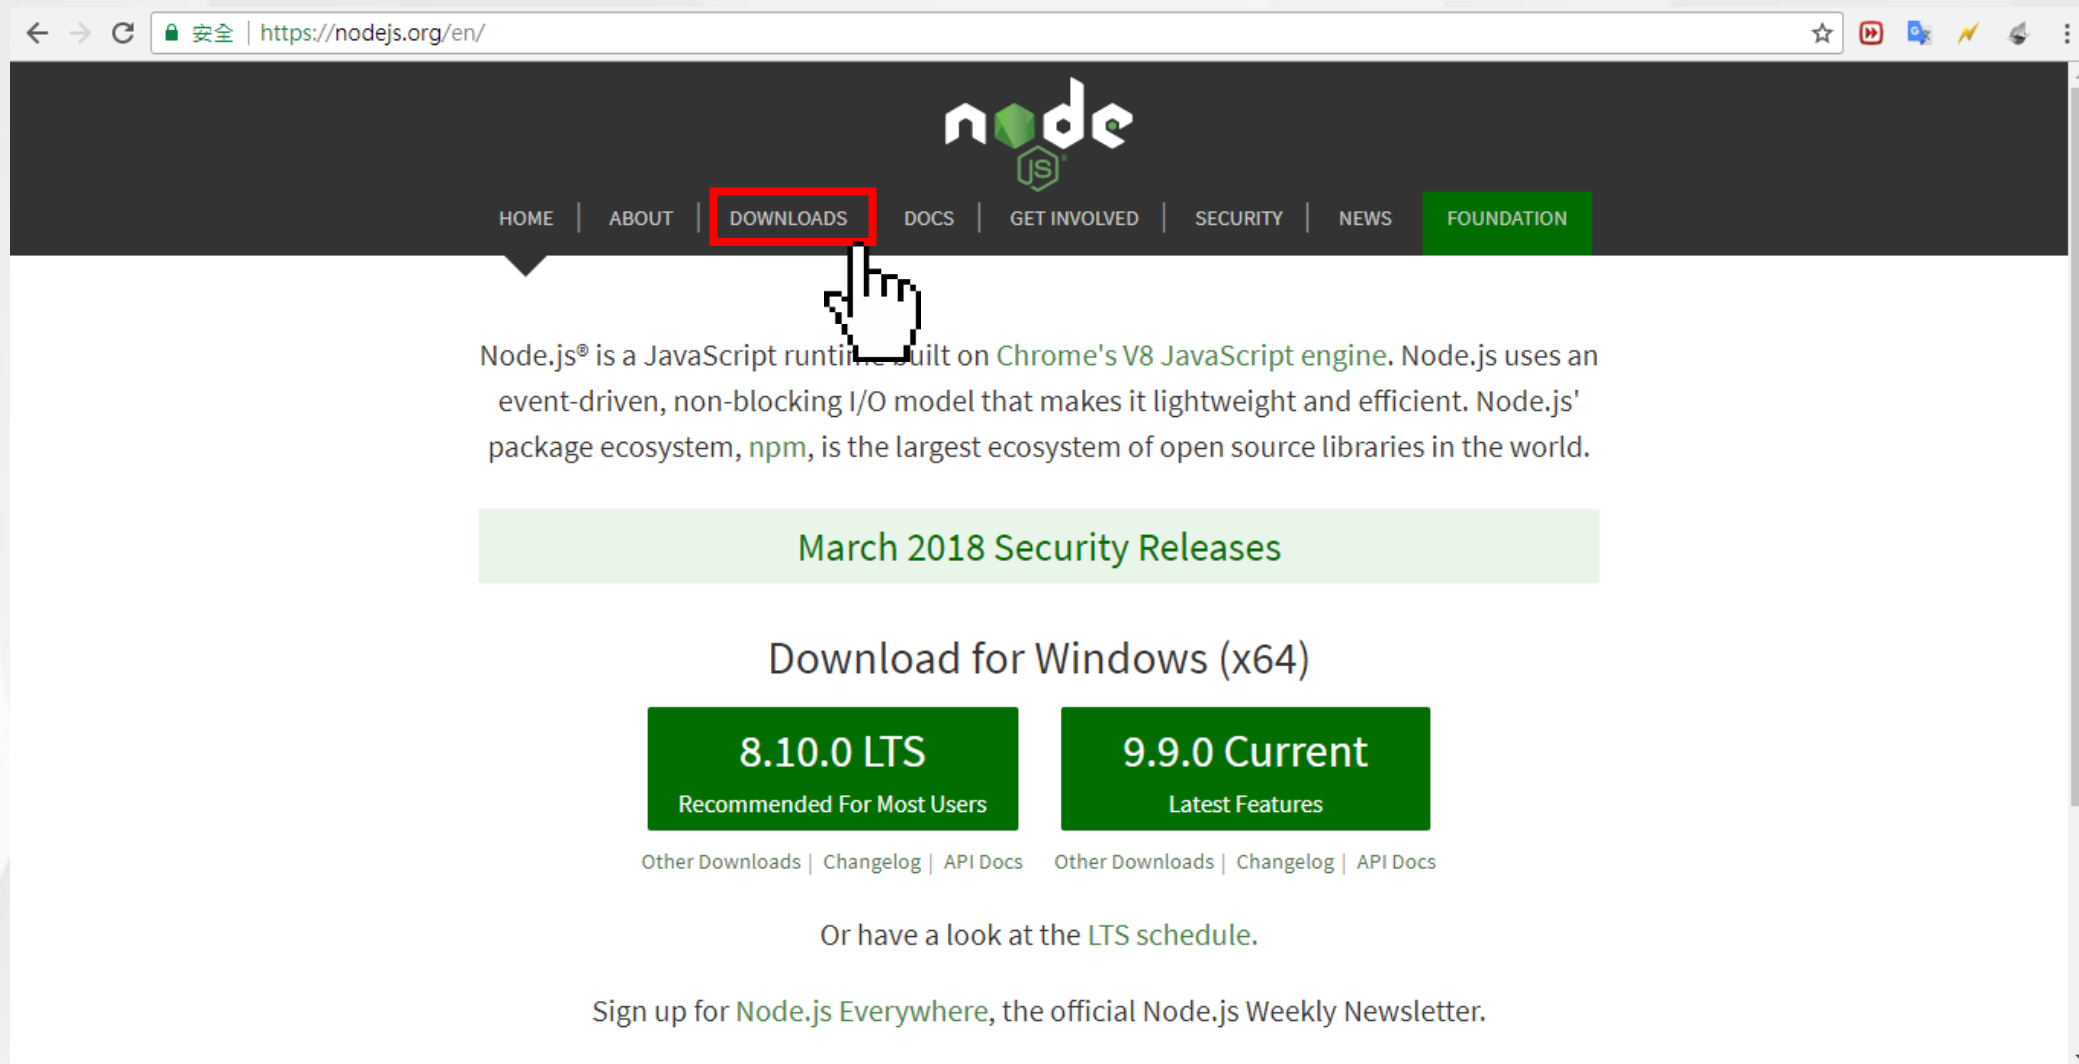 安全 | https://nodejs.org/en/
node
JS
HOME | ABOUT | DOWNLOADS DOCS | GET INVOLVED | SECURITY | NEWS FOUNDATION
Node.js® is a JavaScript runtime built on Chrome's V8 JavaScript engine. Node.js uses an
event-driven, non-blocking I/O model that makes it lightweight and efficient. Node.js'
package ecosystem, npm, is the largest ecosystem of open source libraries in the world.
March 2018 Security Releases
Download for Windows (x64)
8.10.0 LTS
Recommended For Most Users
9.9.0 Current
Latest Features
Other Downloads | Changelog | API Docs
Other Downloads | Changelog | API Docs
Or have a look at the LTS schedule.
Sign up for Node.js Everywhere, the official Node.js Weekly Newsletter.